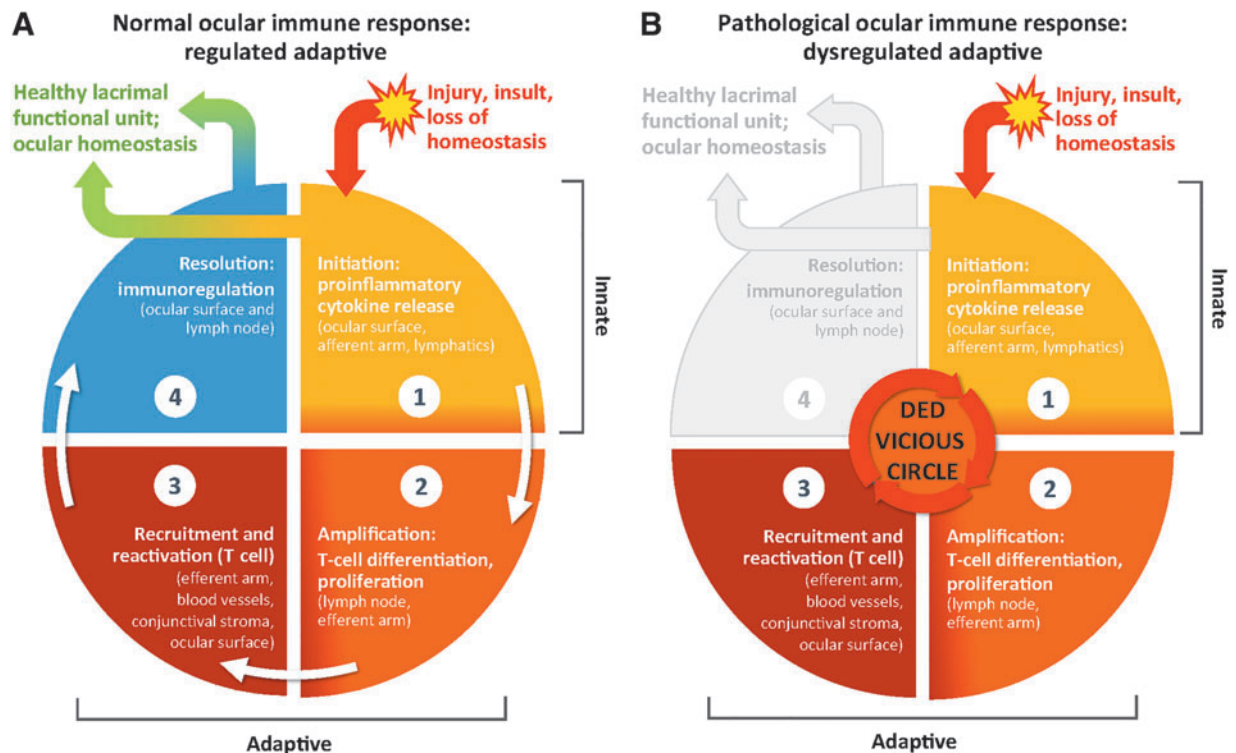 A
Normal ocular immune response:
regulated adaptive
Healthy lacrimal
functional unit;
ocular homeostasis
Injury, insult,
loss of
homeostasis
Resolution:
immunoregulation
(ocular surface and
lymph node)
4
Initiation:
proinflammatory
cytokine release
(ocular surface,
afferent arm, lymphatics)
1
Innate
3
Recruitment and
reactivation (T cell)
(efferent arm,
blood vessels,
conjunctival stroma,
ocular surface)
2
Amplification:
T-cell differentiation,
proliferation
(lymph node,
efferent arm)
Adaptive
B
Pathological ocular immune response:
dysregulated adaptive
Healthy lacrimal
functional unit;
ocular homeostasis
Injury, insult,
loss of
homeostasis
Resolution:
immunoregulation
(ocular surface and
lymph node)
4
Initiation:
proinflammatory
cytokine release
(ocular surface,
afferent arm, lymphatics)
1
Innate
DED
VICIOUS
CIRCLE
3
Recruitment and
reactivation (T cell)
(efferent arm,
blood vessels,
conjunctival stroma,
ocular surface)
2
Amplification:
T-cell differentiation,
proliferation
(lymph node,
efferent arm)
Adaptive